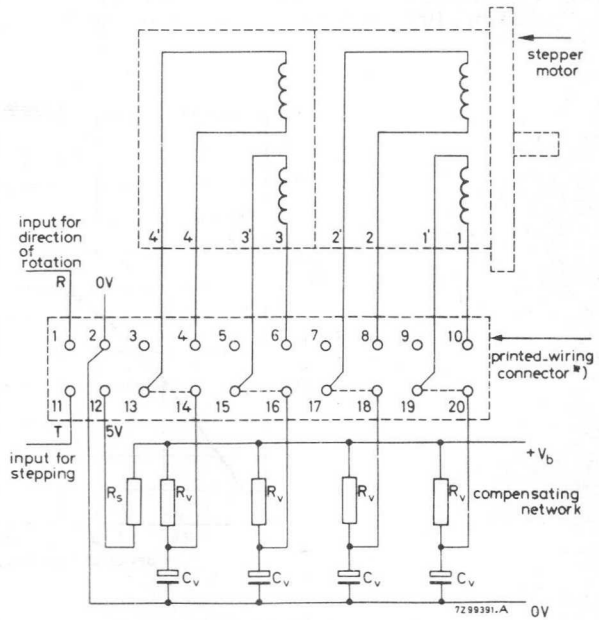 stepper
motor
4' 4 3' 3 2' 2 1' 1
input for
direction
of
rotation
R
0V
1 2 3 4 5 6 7 8 9 10
printed-wiring
connector*)
11 12 13 14 15 16 17 18 19 20
T
5V
input for
stepping
+Vb
Rs Rv Rv Rv Rv
compensating
network
Cv Cv Cv Cv
7Z99391.A
0V